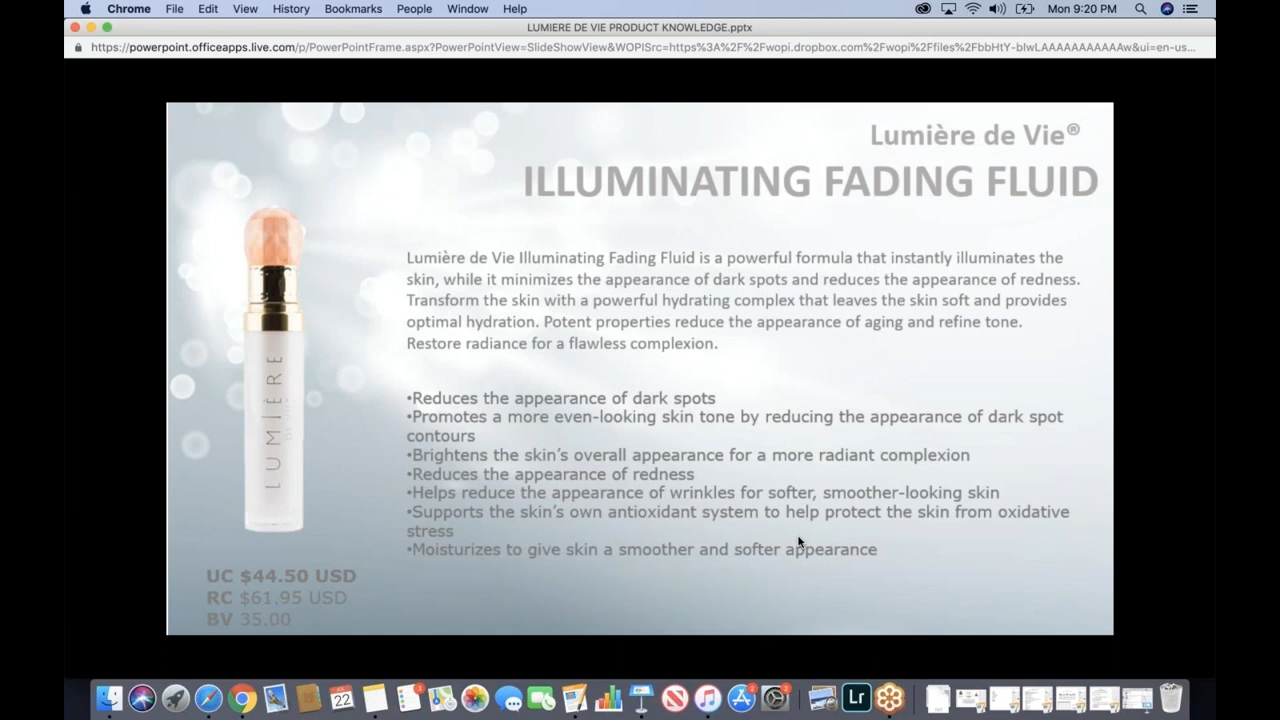 Chrome File Edit View History Bookmarks People Window Help Mon 9:20 PM
LUMIERE DE VIE PRODUCT KNOWLEDGE.pptx
https://powerpoint.officeapps.live.com/p/PowerPointFrame.aspx?PowerPointView=SlideShowView&WOPISrc=https%3A%2F%2Fwopi.dropbox.com%2Fwopi%2Ffiles%2FbbHtY-bIwLAAAAAAAAAAAw&ui=en-us...
Lumière de Vie®
ILLUMINATING FADING FLUID
Lumière de Vie Illuminating Fading Fluid is a powerful formula that instantly illuminates the
skin, while it minimizes the appearance of dark spots and reduces the appearance of redness.
Transform the skin with a powerful hydrating complex that leaves the skin soft and provides
optimal hydration. Potent properties reduce the appearance of aging and refine tone.
Restore radiance for a flawless complexion.
•Reduces the appearance of dark spots
•Promotes a more even-looking skin tone by reducing the appearance of dark spot
contours
•Brightens the skin's overall appearance for a more radiant complexion
•Reduces the appearance of redness
•Helps reduce the appearance of wrinkles for softer, smoother-looking skin
•Supports the skin's own antioxidant system to help protect the skin from oxidative
stress
•Moisturizes to give skin a smoother and softer appearance
LUMIÈRE
UC $44.50 USD
RC $61.95 USD
BV 35.00
22
Lr